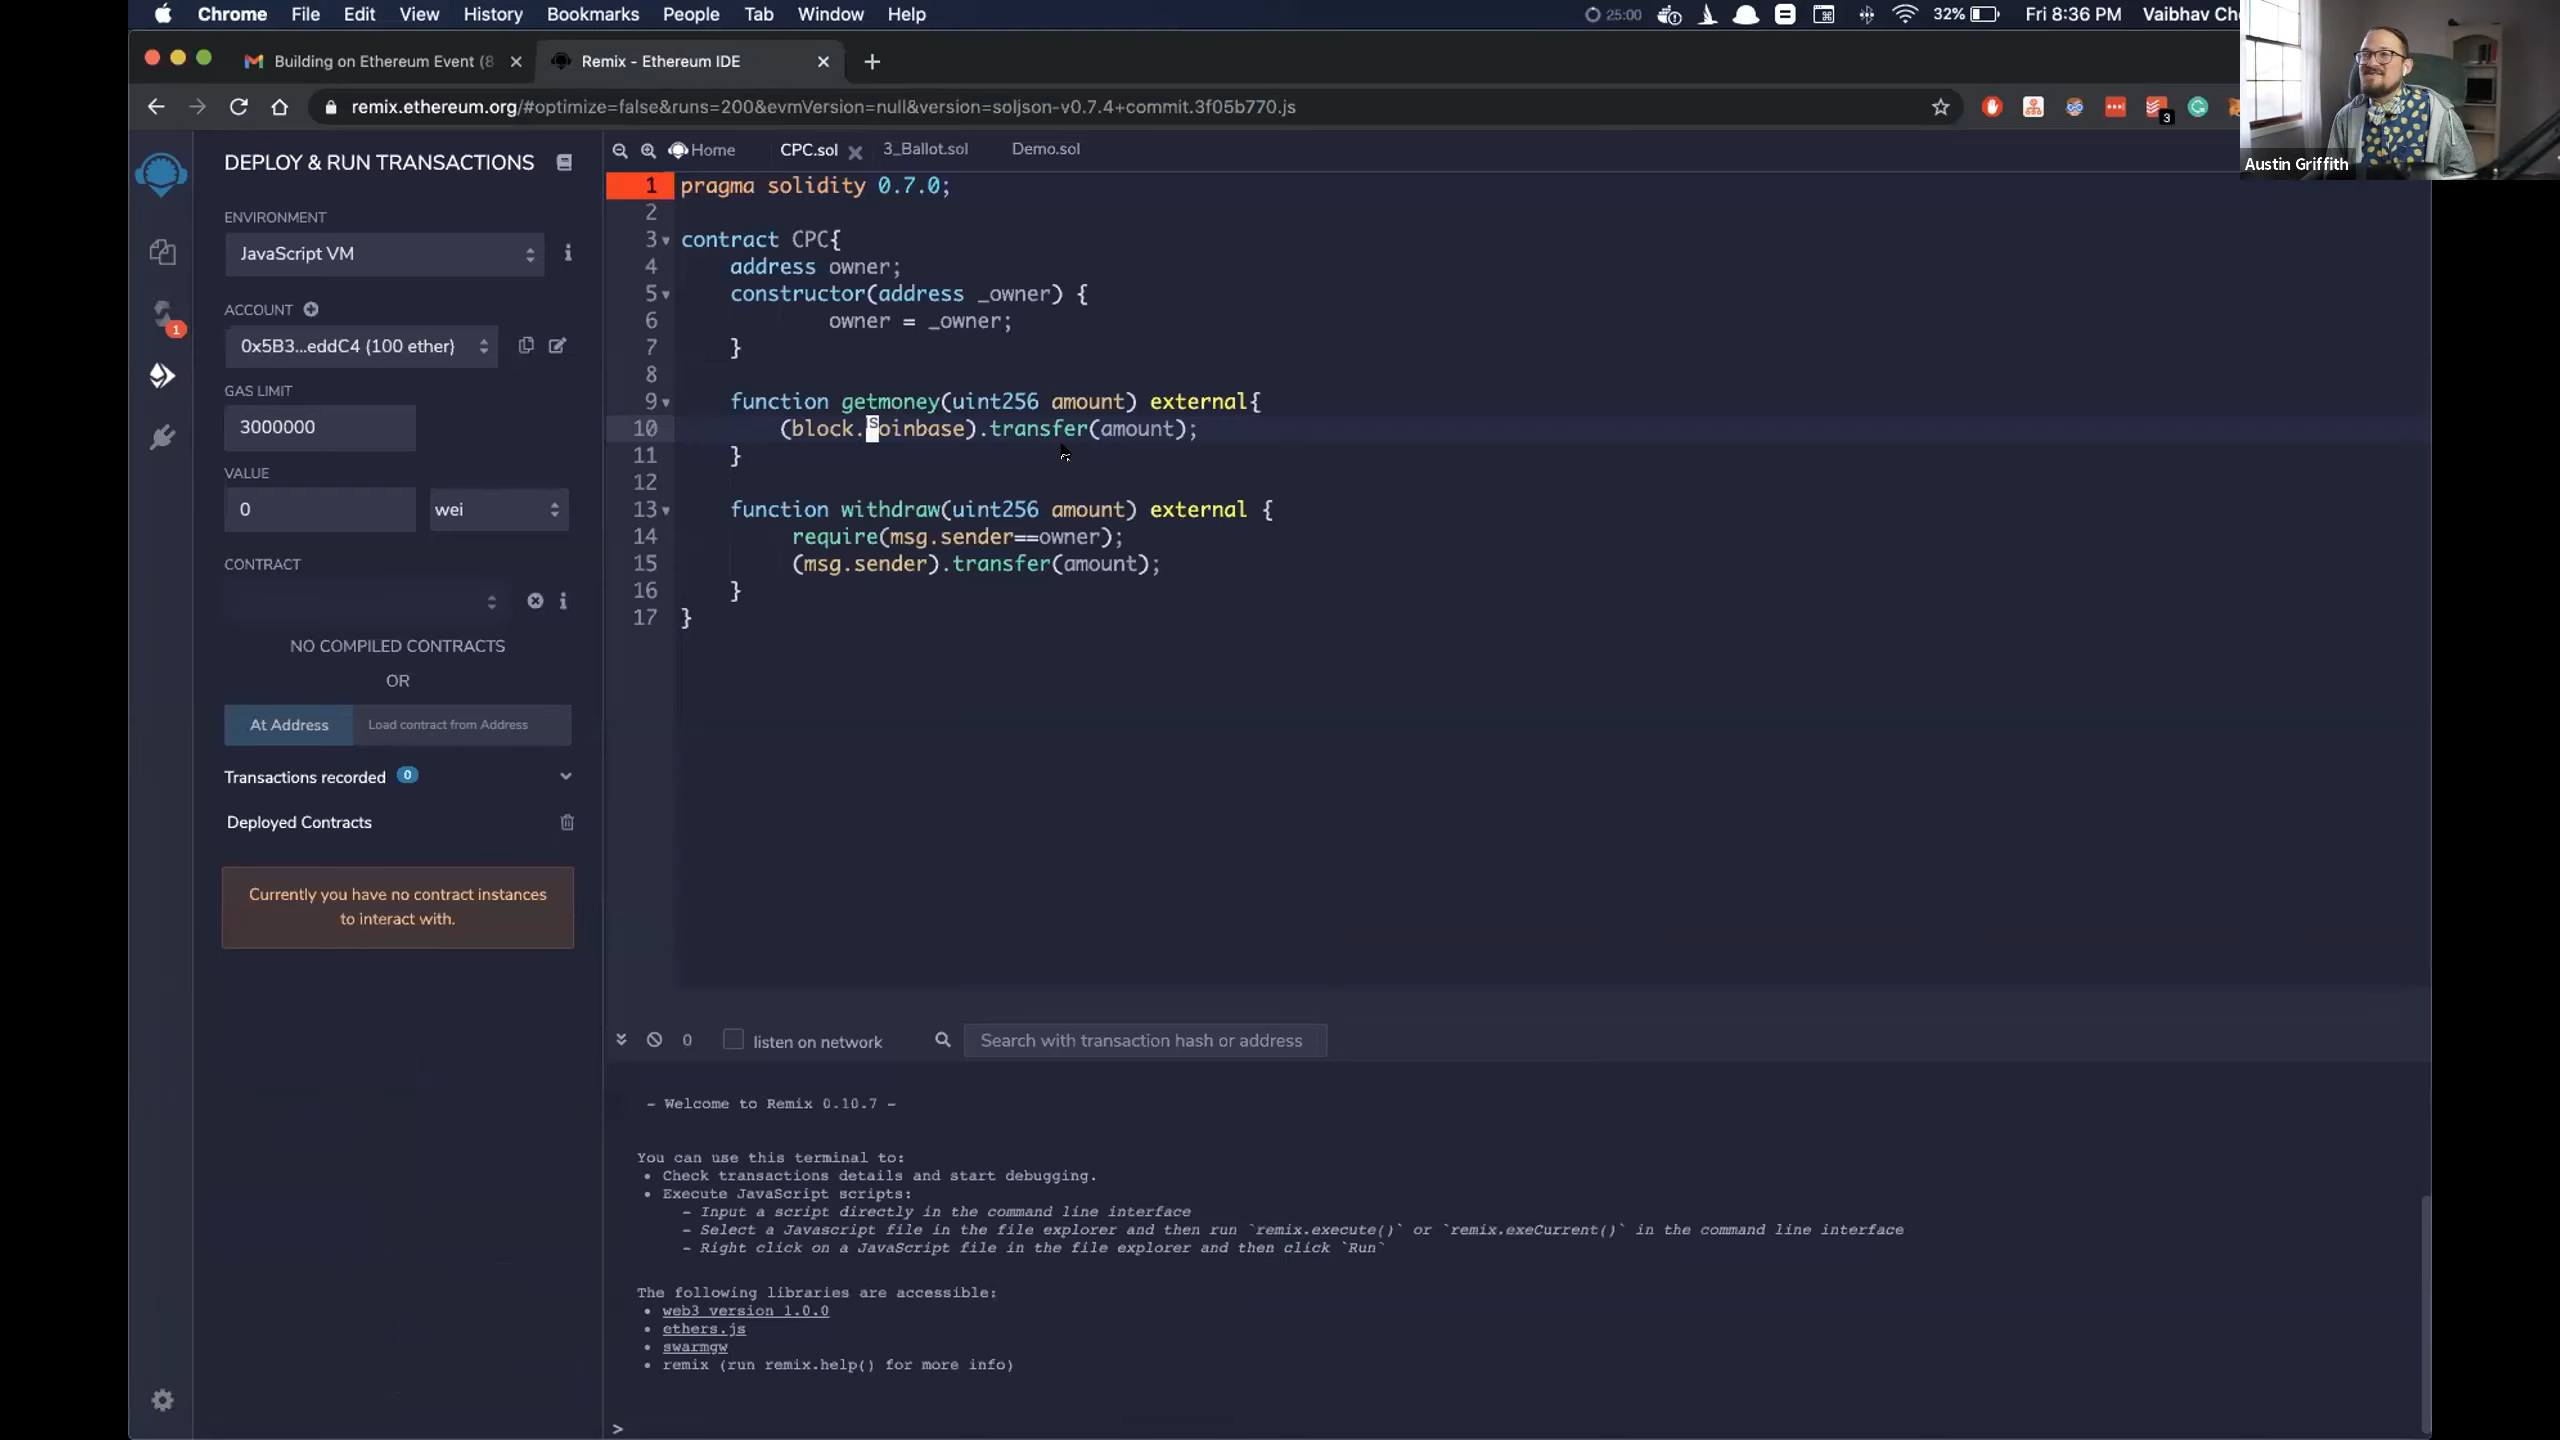 Chrome File Edit View History Bookmarks People Tab Window Help 25:00 32% Fri 8:36 PM Vaibhav Ch
Building on Ethereum Event (8
Remix - Ethereum IDE
remix.ethereum.org/#optimize=false&runs=200&evmVersion=null&version=soljson-v0.7.4+commit.3f05b770.js
3
Austin Griffith
DEPLOY & RUN TRANSACTIONS
ENVIRONMENT
JavaScript VM
ACCOUNT
0x5B3...eddC4 (100 ether)
1
GAS LIMIT
3000000
VALUE
0
wei
CONTRACT
NO COMPILED CONTRACTS
OR
At Address
Load contract from Address
Transactions recorded 0
Deployed Contracts
Currently you have no contract instances
to interact with.
Home CPC.sol 3_Ballot.sol Demo.sol
1 pragma solidity 0.7.0;
2
3 contract CPC{
4 address owner;
5 constructor(address _owner) {
6 owner = _owner;
7 }
8
9 function getmoney(uint256 amount) external{
10 (block.soinbase).transfer(amount);
11 }
12
13 function withdraw(uint256 amount) external {
14 require(msg.sender==owner);
15 (msg.sender).transfer(amount);
16 }
17 }
0 listen on network Search with transaction hash or address
- Welcome to Remix 0.10.7 -
You can use this terminal to:
• Check transactions details and start debugging.
• Execute JavaScript scripts:
- Input a script directly in the command line interface
- Select a Javascript file in the file explorer and then run `remix.execute()` or `remix.exeCurrent()` in the command line interface
- Right click on a JavaScript file in the file explorer and then click `Run`
The following libraries are accessible:
• web3 version 1.0.0
• ethers.js
• swarmgw
• remix (run remix.help() for more info)
>